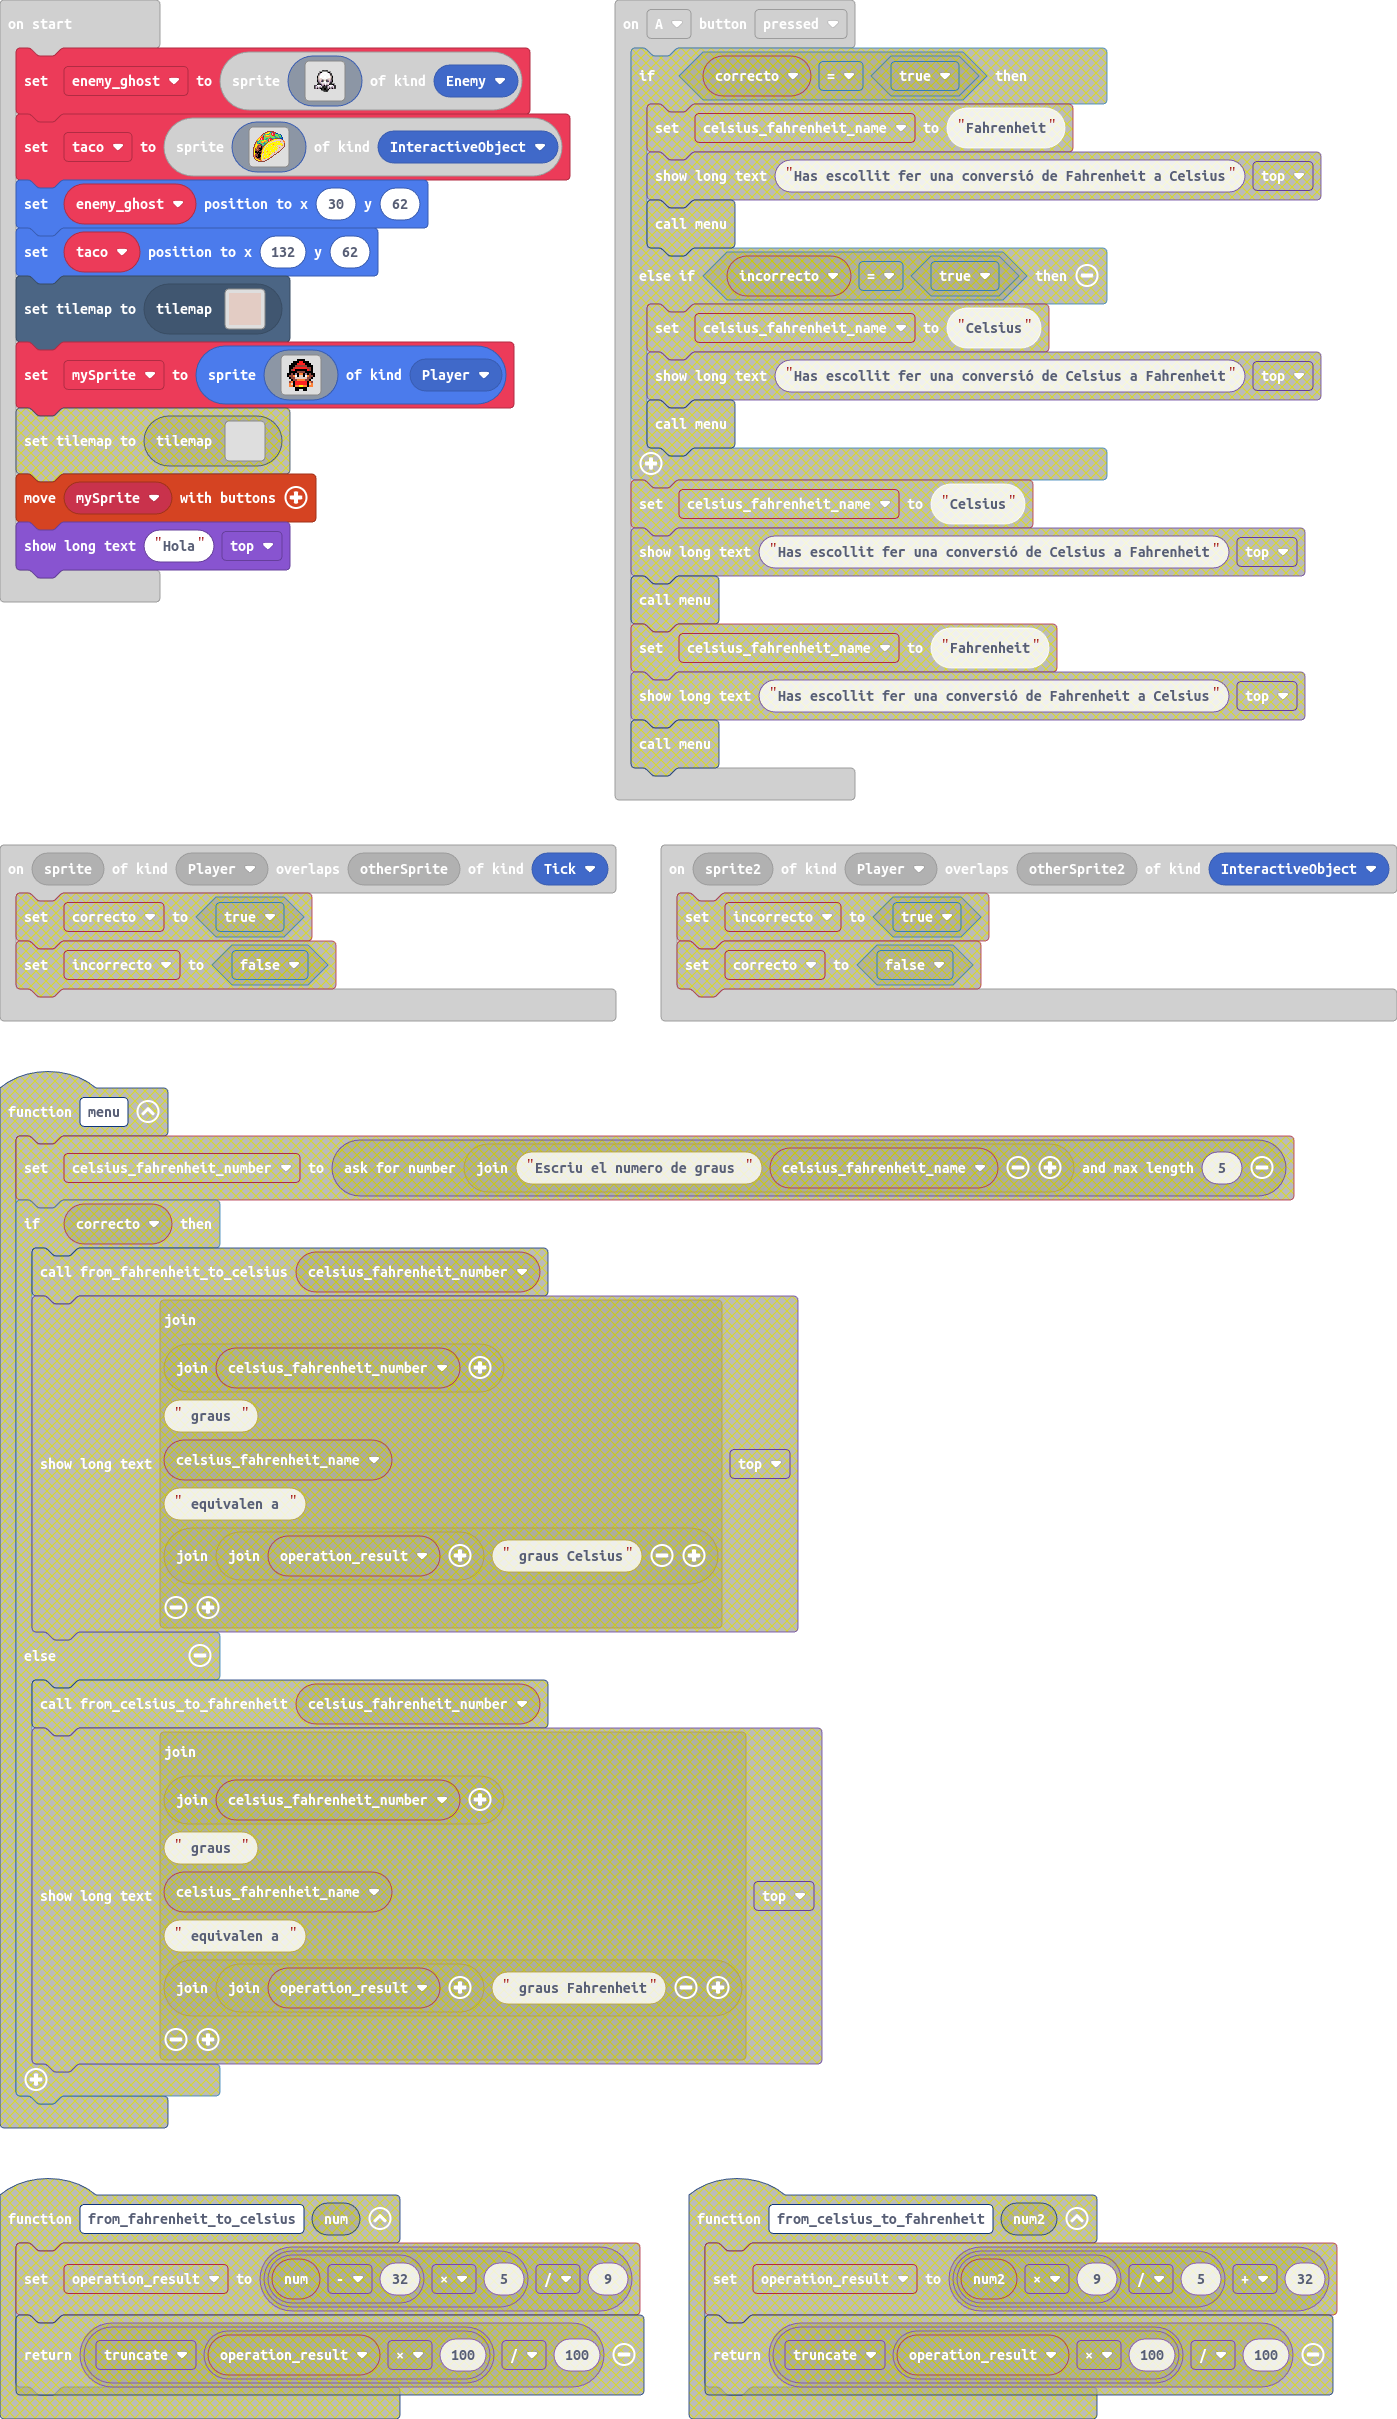 on start
set enemy_ghost to sprite of kind Enemy
set taco to sprite of kind InteractiveObject
set enemy_ghost position to x 30 y 62
set taco position to x 132 y 62
set tilemap to tilemap
set mySprite to sprite of kind Player
set tilemap to tilemap
move mySprite with buttons
show long text "Hola" top
on A button pressed
if correcto = true then
set celsius_fahrenheit_name to "Fahrenheit"
show long text "Has escollit fer una conversió de Fahrenheit a Celsius" top
call menu
else if incorrecto = true then
set celsius_fahrenheit_name to "Celsius"
show long text "Has escollit fer una conversió de Celsius a Fahrenheit" top
call menu
set celsius_fahrenheit_name to "Celsius"
show long text "Has escollit fer una conversió de Celsius a Fahrenheit" top
call menu
set celsius_fahrenheit_name to "Fahrenheit"
show long text "Has escollit fer una conversió de Fahrenheit a Celsius" top
call menu
on sprite of kind Player overlaps otherSprite of kind Tick
set correcto to true
set incorrecto to false
on sprite2 of kind Player overlaps otherSprite2 of kind InteractiveObject
set incorrecto to true
set correcto to false
function menu
set celsius_fahrenheit_number to ask for number join "Escriu el numero de graus " celsius_fahrenheit_name and max length 5
if correcto then
call from_fahrenheit_to_celsius celsius_fahrenheit_number
join
join celsius_fahrenheit_number
" graus "
celsius_fahrenheit_name
show long text top
" equivalen a "
join join operation_result " graus Celsius"
else
call from_celsius_to_fahrenheit celsius_fahrenheit_number
join
join celsius_fahrenheit_number
" graus "
celsius_fahrenheit_name
show long text top
" equivalen a "
join join operation_result " graus Fahrenheit"
function from_fahrenheit_to_celsius num
set operation_result to num - 32 × 5 / 9
return truncate operation_result × 100 / 100
function from_celsius_to_fahrenheit num2
set operation_result to num2 × 9 / 5 + 32
return truncate operation_result × 100 / 100